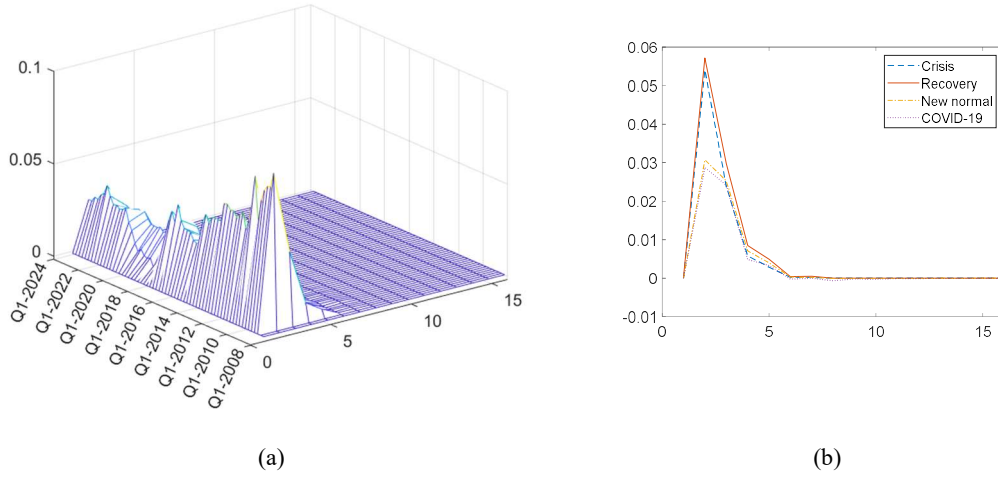 0.1
0.05
0
Q1-2024
Q1-2022
Q1-2020
Q1-2018
Q1-2016
Q1-2014
Q1-2012
Q1-2010
Q1-2008
0
5
10
15
(a)
0.06
0.05
0.04
0.03
0.02
0.01
0
-0.01
0
5
10
15
Crisis
Recovery
New normal
COVID-19
(b)